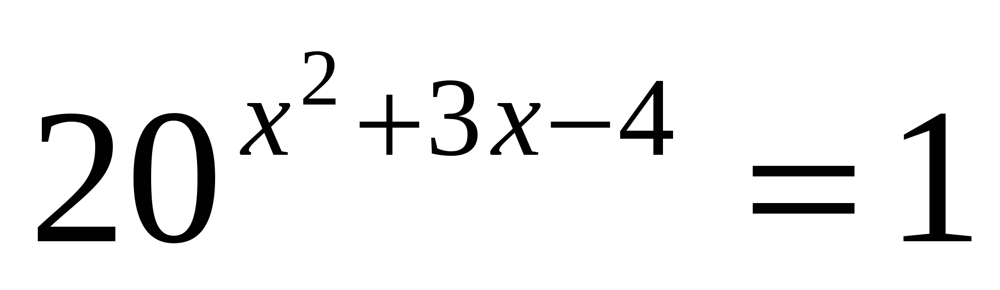 20^{x^2+3x-4} = 1